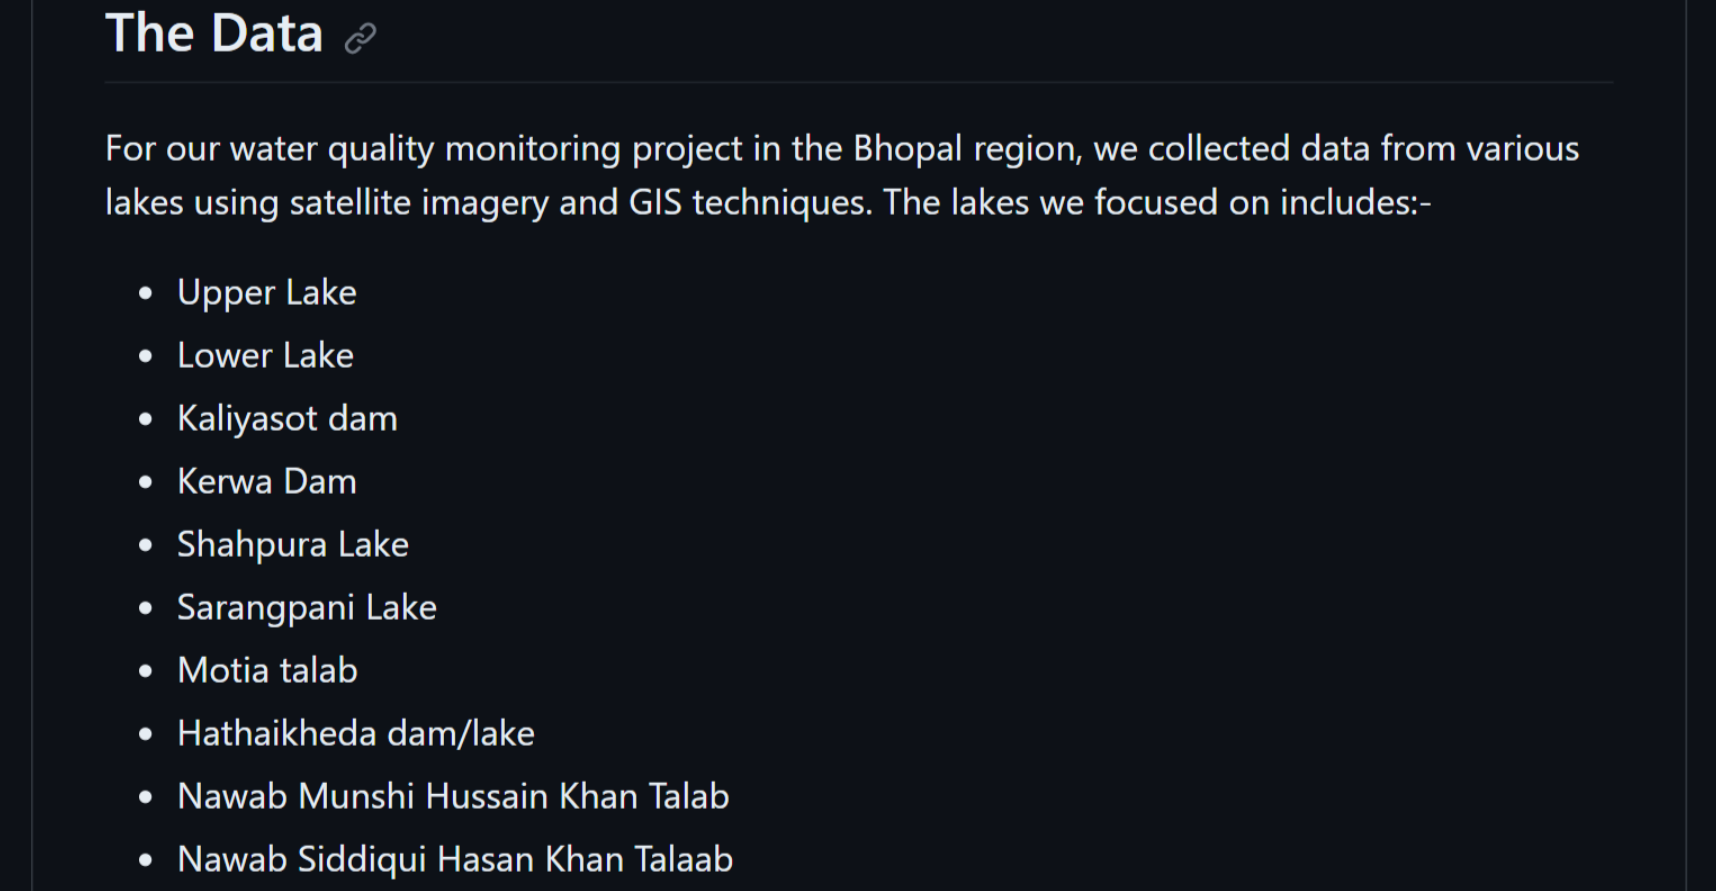 The Data
For our water quality monitoring project in the Bhopal region, we collected data from various
lakes using satellite imagery and GIS techniques. The lakes we focused on includes:-
• Upper Lake
• Lower Lake
• Kaliyasot dam
• Kerwa Dam
• Shahpura Lake
• Sarangpani Lake
• Motia talab
• Hathaikheda dam/lake
• Nawab Munshi Hussain Khan Talab
• Nawab Siddiqui Hasan Khan Talaab